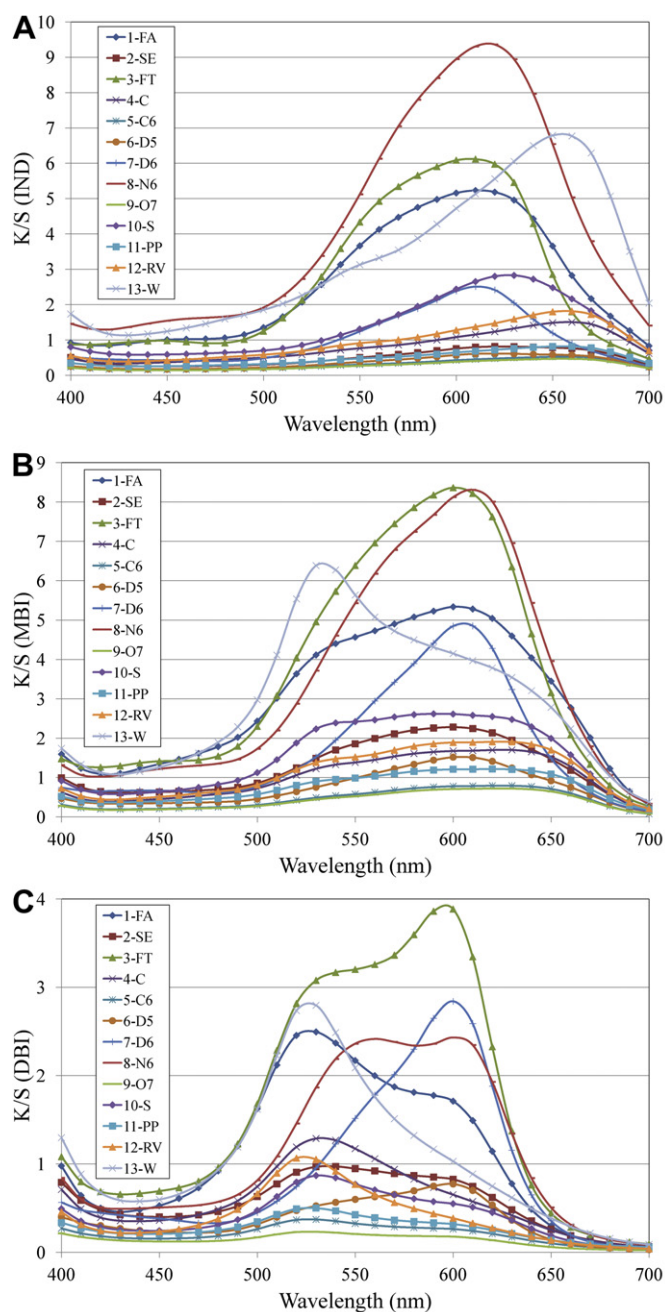 A
K/S (IND)
10
9
8
7
6
5
4
3
2
1
0
1-FA
2-SE
3-FT
4-C
5-C6
6-D5
7-D6
8-N6
9-O7
10-S
11-PP
12-RV
13-W
400 450 500 550 600 650 700
Wavelength (nm)
B
K/S (MBI)
9
8
7
6
5
4
3
2
1
0
1-FA
2-SE
3-FT
4-C
5-C6
6-D5
7-D6
8-N6
9-O7
10-S
11-PP
12-RV
13-W
400 450 500 550 600 650 700
Wavelength (nm)
C
K/S (DBI)
4
3
2
1
0
1-FA
2-SE
3-FT
4-C
5-C6
6-D5
7-D6
8-N6
9-O7
10-S
11-PP
12-RV
13-W
400 450 500 550 600 650 700
Wavelength (nm)